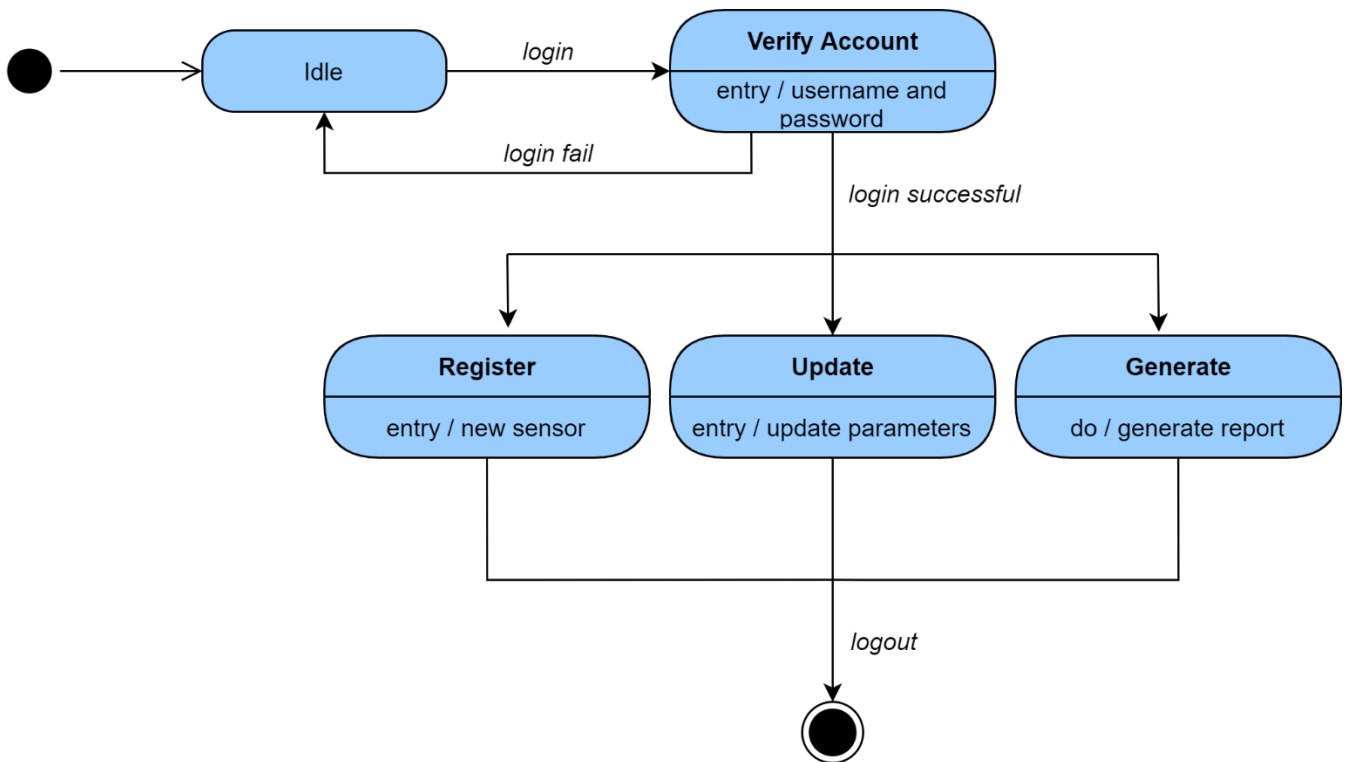 Idle
login
Verify Account
entry / username and
password
login fail
login successful
Register
entry / new sensor
Update
entry / update parameters
Generate
do / generate report
logout